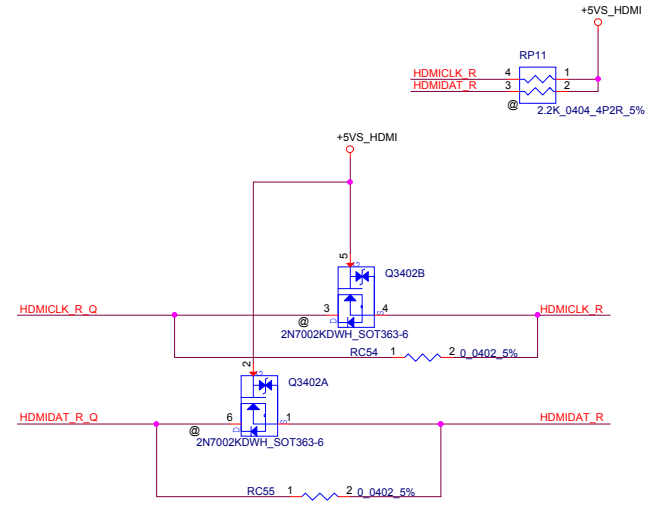 +5VS_HDMI
RP11
HDMICLK_R 4 1
HDMIDAT_R 3 2
@ 2.2K_0404_4P2R_5%
+5VS_HDMI
5
G
Q3402B
HDMICLK_R_Q 3 4 HDMICLK_R
D S
@
2N7002KDWH_SOT363-6
RC54 1 2 0_0402_5%
2
G
Q3402A
HDMIDAT_R_Q 6 1 HDMIDAT_R
D S
@
2N7002KDWH_SOT363-6
RC55 1 2 0_0402_5%